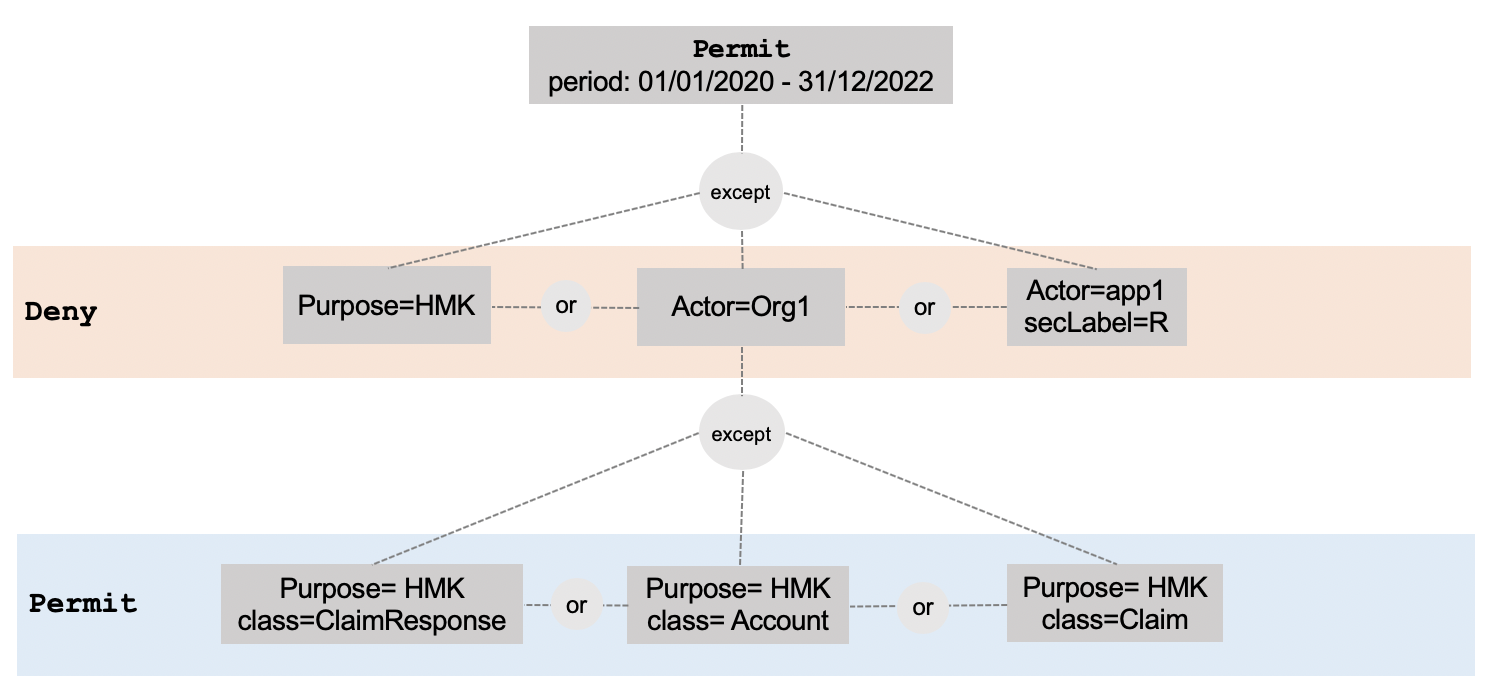 Permit
period: 01/01/2020 - 31/12/2022
except
Deny
Purpose=HMK
or
Actor=Org1
or
Actor=app1
secLabel=R
except
Permit
Purpose= HMK
class=ClaimResponse
or
Purpose= HMK
class= Account
or
Purpose= HMK
class=Claim